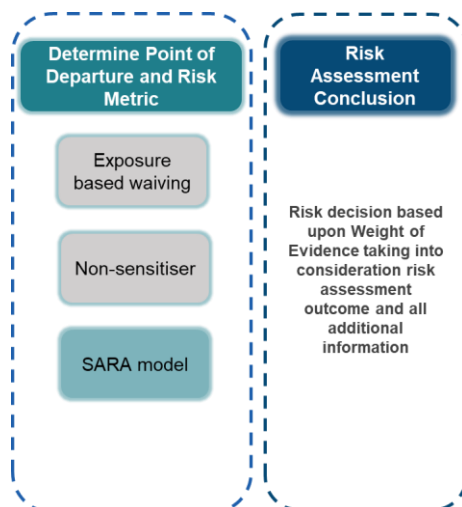 Determine Point of
Departure and Risk
Metric
Exposure
based waiving
Non-sensitiser
SARA model
Risk
Assessment
Conclusion
Risk decision based
upon Weight of
Evidence taking into
consideration risk
assessment
outcome and all
additional
information